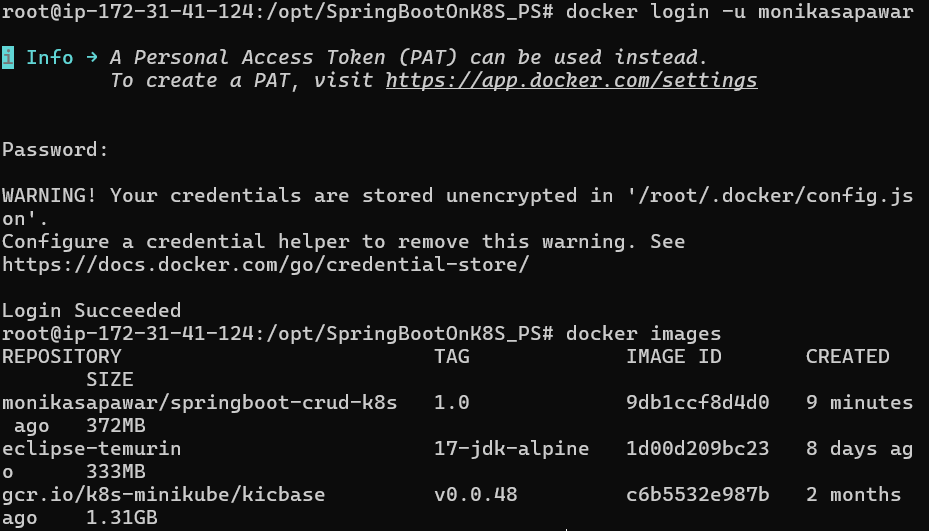 root@ip-172-31-41-124:/opt/SpringBootOnK8S_PS# docker login -u monikasapawar
i Info → A Personal Access Token (PAT) can be used instead.
To create a PAT, visit https://app.docker.com/settings
Password:
WARNING! Your credentials are stored unencrypted in '/root/.docker/config.js
on'.
Configure a credential helper to remove this warning. See
https://docs.docker.com/go/credential-store/
Login Succeeded
root@ip-172-31-41-124:/opt/SpringBootOnK8S_PS# docker images
REPOSITORY TAG IMAGE ID CREATED
SIZE
monikasapawar/springboot-crud-k8s 1.0 9db1ccf8d4d0 9 minutes
ago 372MB
eclipse-temurin 17-jdk-alpine 1d00d209bc23 8 days ag
o 333MB
gcr.io/k8s-minikube/kicbase v0.0.48 c6b5532e987b 2 months
ago 1.31GB